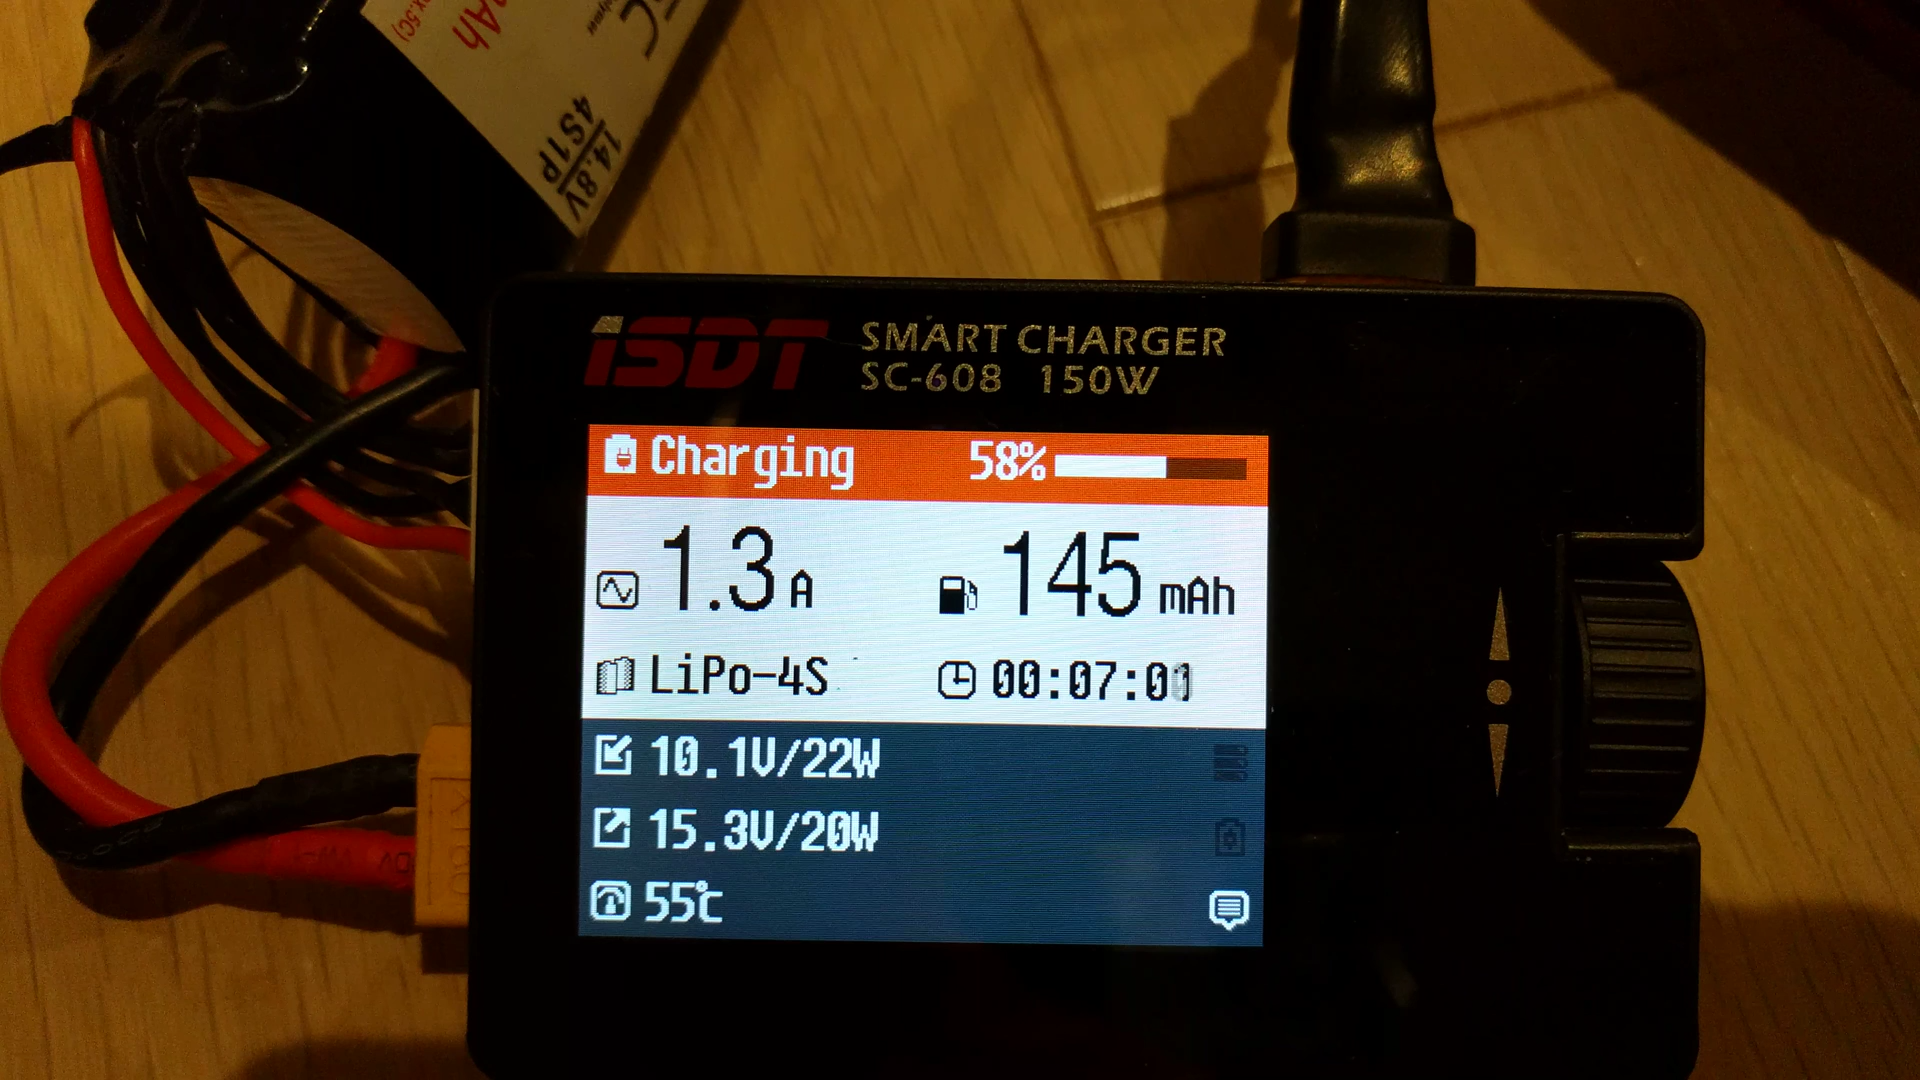 14.8V
4S1P
ISDT SMART CHARGER
SC-608 150W
Charging 58%
1.3 A 145 mAh
LiPo-4S 00:07:01
10.1V/22W
15.3V/20W
55℃